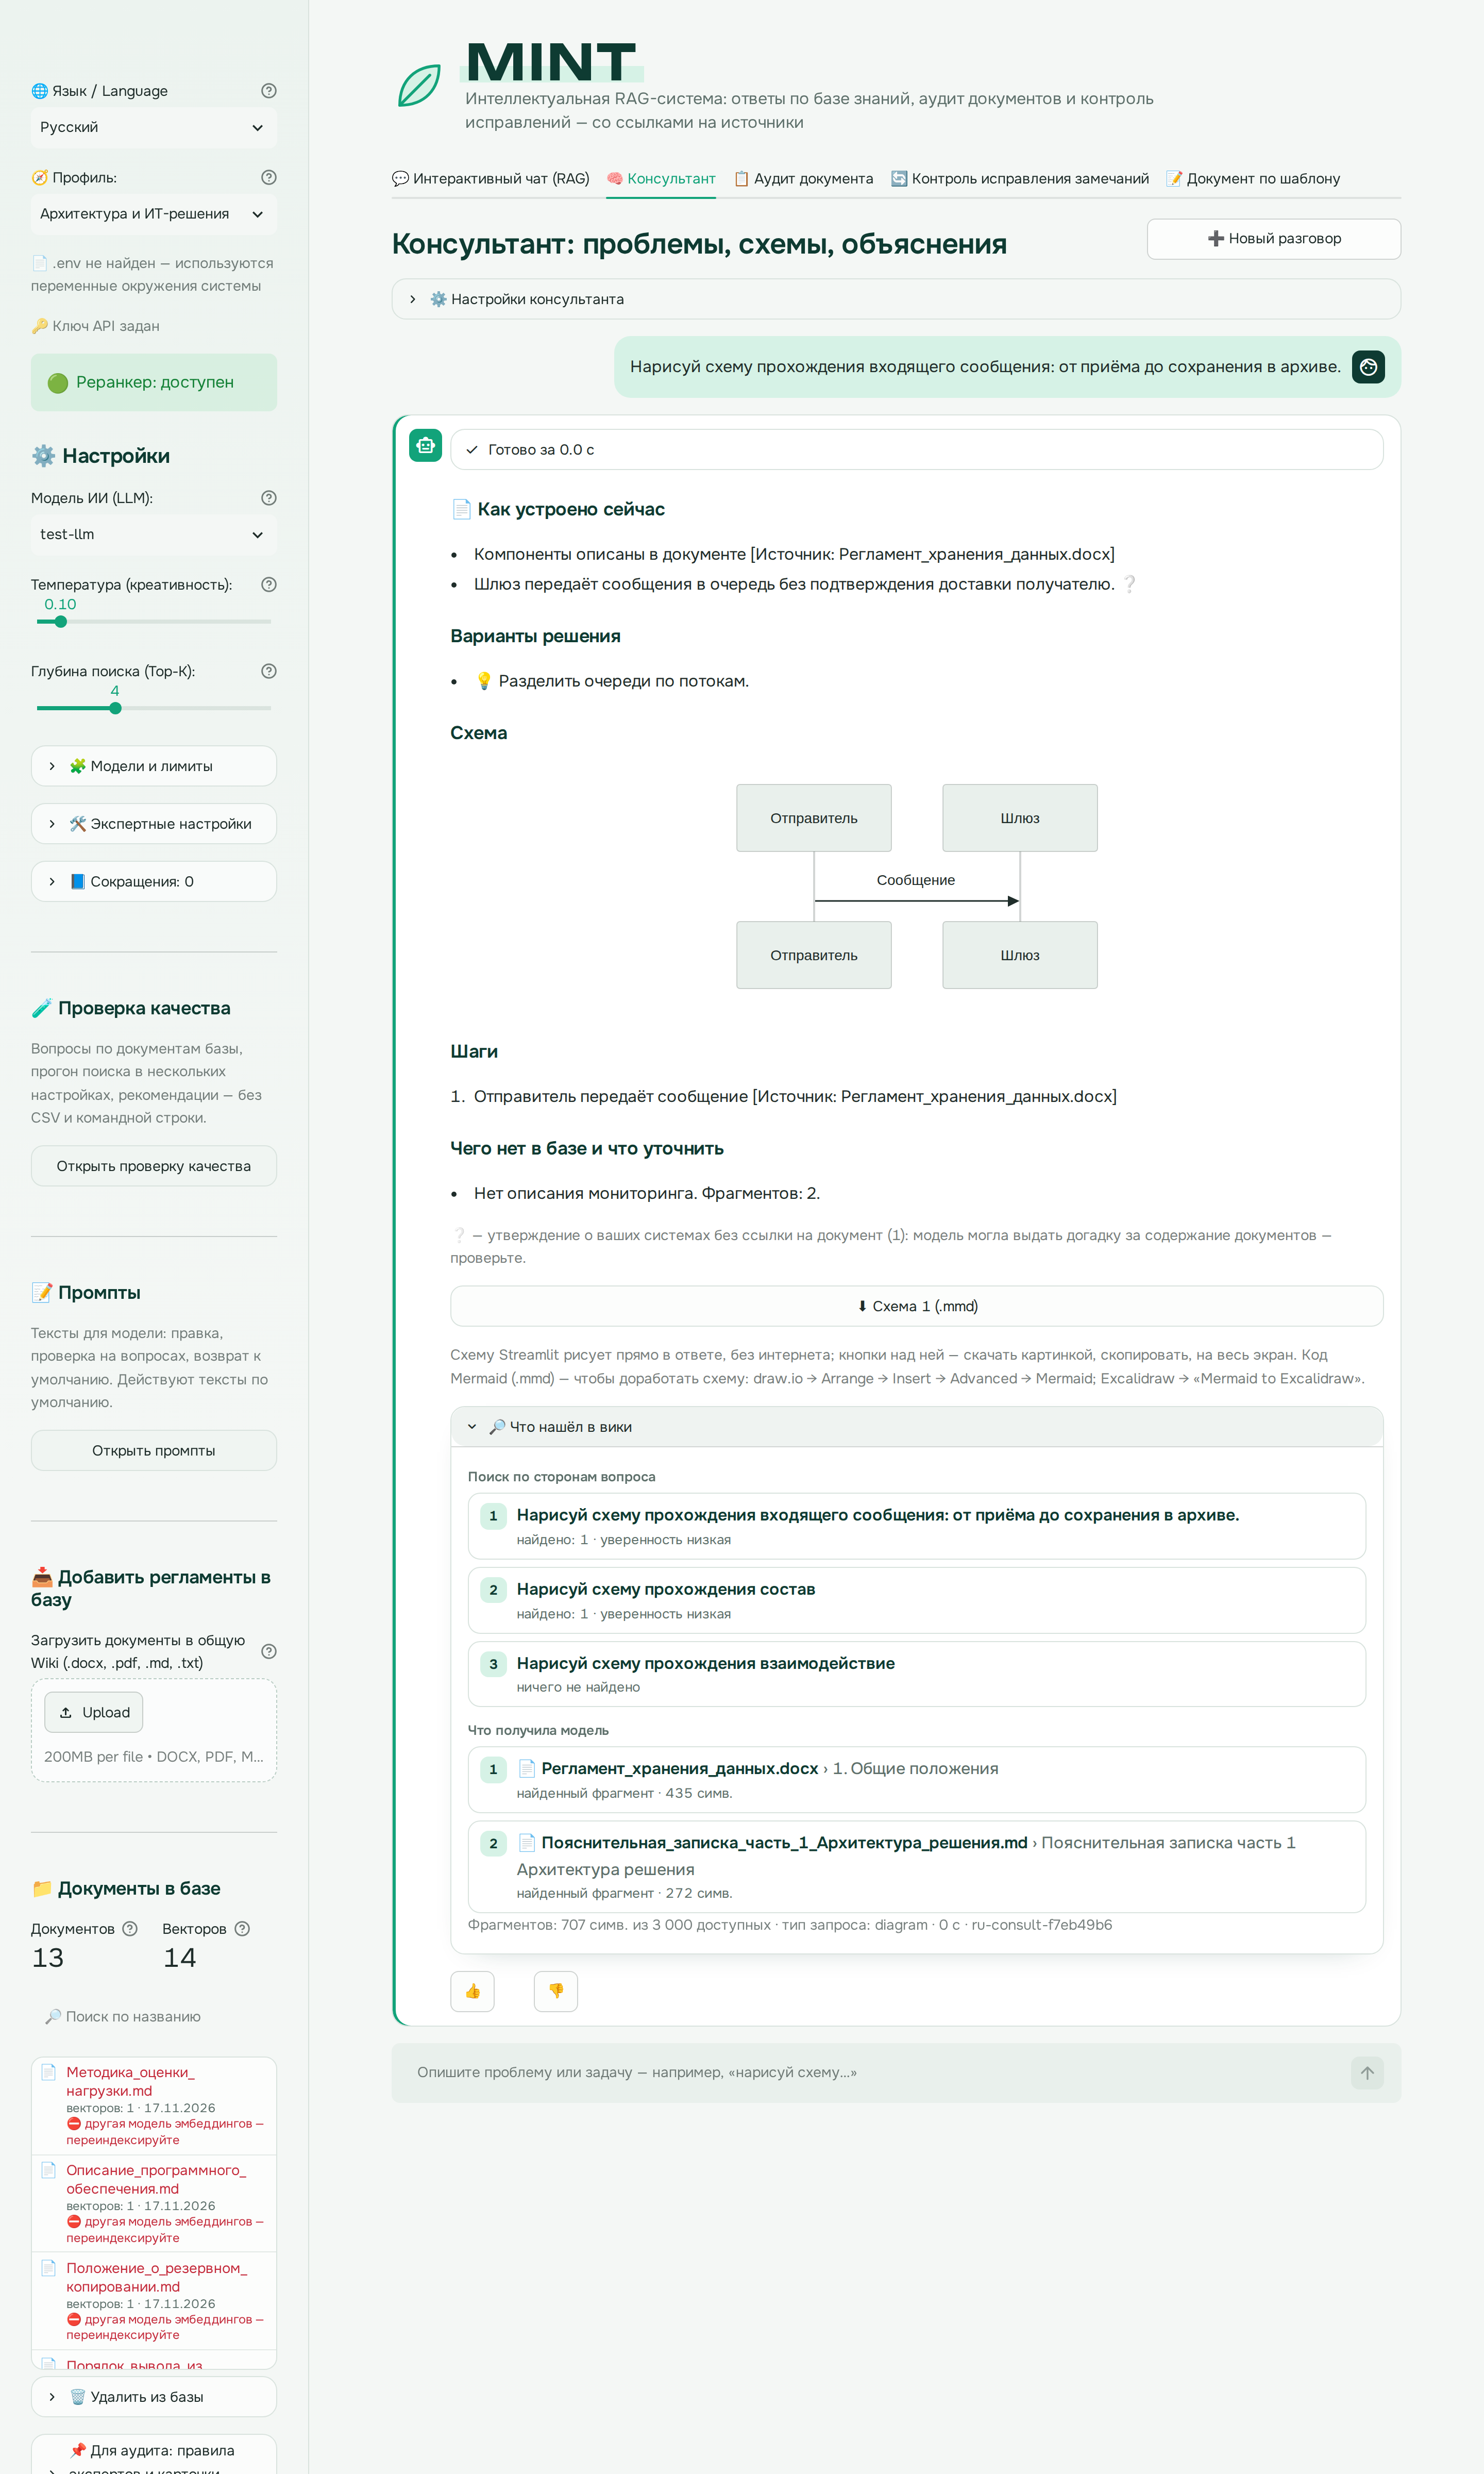 🌐 Язык / Language
Русский
🧭 Профиль:
Архитектура и ИТ-решения
📄 .env не найден — используются
переменные окружения системы
🔑 Ключ API задан
🟢 Реранкер: доступен
⚙️ Настройки
Модель ИИ (LLM):
test-llm
Температура (креативность):
0.10
Глубина поиска (Top-K):
4
🧩 Модели и лимиты
🛠️ Экспертные настройки
📘 Сокращения: 0
🧪 Проверка качества
Вопросы по документам базы,
прогон поиска в нескольких
настройках, рекомендации — без
CSV и командной строки.
Открыть проверку качества
📝 Промпты
Тексты для модели: правка,
проверка на вопросах, возврат к
умолчанию. Действуют тексты по
умолчанию.
Открыть промпты
📥 Добавить регламенты в
базу
Загрузить документы в общую
Wiki (.docx, .pdf, .md, .txt)
Upload
200MB per file • DOCX, PDF, M...
📁 Документы в базе
Документов
Векторов
13
14
🔎 Поиск по названию
📄 Методика_оценки_
нагрузки.md
векторов: 1 · 17.11.2026
⛔ другая модель эмбеддингов —
переиндексируйте
📄 Описание_программного_
обеспечения.md
векторов: 1 · 17.11.2026
⛔ другая модель эмбеддингов —
переиндексируйте
📄 Положение_о_резервном_
копировании.md
векторов: 1 · 17.11.2026
⛔ другая модель эмбеддингов —
переиндексируйте
📄 Порядок_вывода_из_
🗑️ Удалить из базы
📌 Для аудита: правила
экспертов и карточки
MINT
Интеллектуальная RAG-система: ответы по базе знаний, аудит документов и контроль
исправлений — со ссылками на источники
💬 Интерактивный чат (RAG)
🧠 Консультант
📋 Аудит документа
🔄 Контроль исправления замечаний
📝 Документ по шаблону
Консультант: проблемы, схемы, объяснения
➕ Новый разговор
⚙️ Настройки консультанта
Нарисуй схему прохождения входящего сообщения: от приёма до сохранения в архиве.
Готово за 0.0 с
📄 Как устроено сейчас
• Компоненты описаны в документе [Источник: Регламент_хранения_данных.docx]
• Шлюз передаёт сообщения в очередь без подтверждения доставки получателю. ❔
Варианты решения
• 💡 Разделить очереди по потокам.
Схема
Отправитель
Шлюз
Сообщение
Отправитель
Шлюз
Шаги
1. Отправитель передаёт сообщение [Источник: Регламент_хранения_данных.docx]
Чего нет в базе и что уточнить
• Нет описания мониторинга. Фрагментов: 2.
❔ — утверждение о ваших системах без ссылки на документ (1): модель могла выдать догадку за содержание документов —
проверьте.
⬇ Схема 1 (.mmd)
Схему Streamlit рисует прямо в ответе, без интернета; кнопки над ней — скачать картинкой, скопировать, на весь экран. Код
Mermaid (.mmd) — чтобы доработать схему: draw.io → Arrange → Insert → Advanced → Mermaid; Excalidraw → «Mermaid to Excalidraw».
🔎 Что нашёл в вики
Поиск по сторонам вопроса
1 Нарисуй схему прохождения входящего сообщения: от приёма до сохранения в архиве.
найдено: 1 · уверенность низкая
2 Нарисуй схему прохождения состав
найдено: 1 · уверенность низкая
3 Нарисуй схему прохождения взаимодействие
ничего не найдено
Что получила модель
1 📄 Регламент_хранения_данных.docx › 1. Общие положения
найденный фрагмент · 435 симв.
2 📄 Пояснительная_записка_часть_1_Архитектура_решения.md › Пояснительная записка часть 1
Архитектура решения
найденный фрагмент · 272 симв.
Фрагментов: 707 симв. из 3 000 доступных · тип запроса: diagram · 0 с · ru-consult-f7eb49b6
👍
👎
Опишите проблему или задачу — например, «нарисуй схему...»